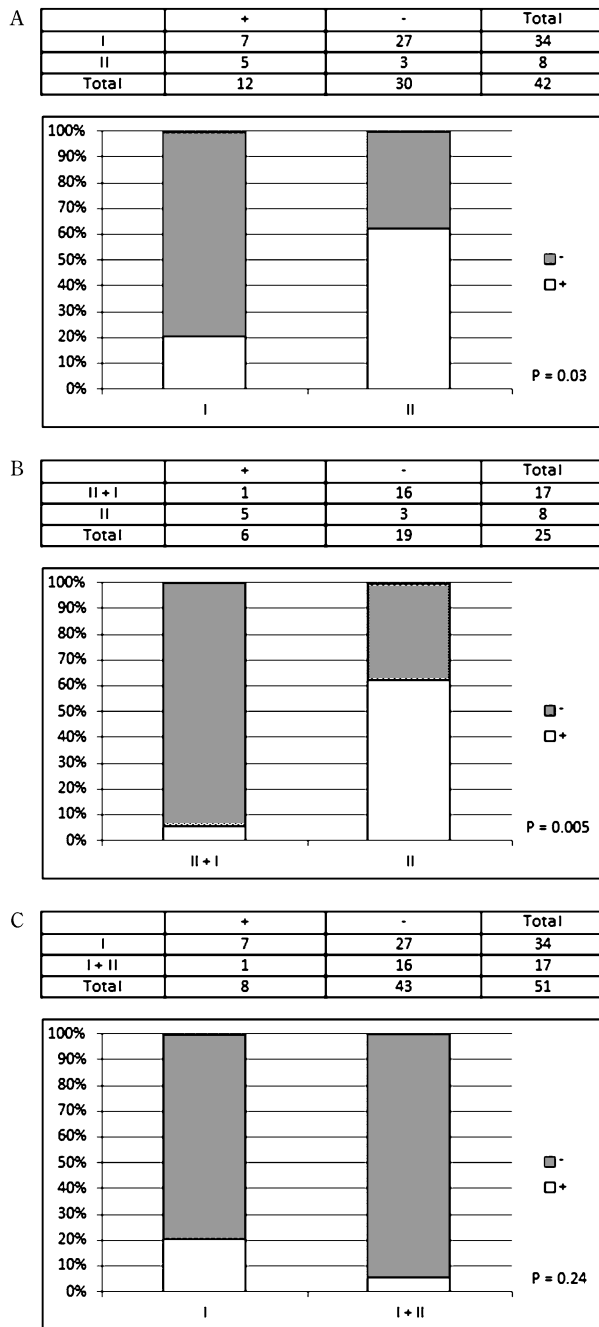 A
+ - Total
I 7 27 34
II 5 3 8
Total 12 30 42
100%
90%
80%
70%
60%
50%
40%
30%
20%
10%
0%
-
+
P = 0.03
I II
B
+ - Total
II + I 1 16 17
II 5 3 8
Total 6 19 25
100%
90%
80%
70%
60%
50%
40%
30%
20%
10%
0%
-
+
P = 0.005
II + I II
C
+ - Total
I 7 27 34
I + II 1 16 17
Total 8 43 51
100%
90%
80%
70%
60%
50%
40%
30%
20%
10%
0%
-
+
P = 0.24
I I + II